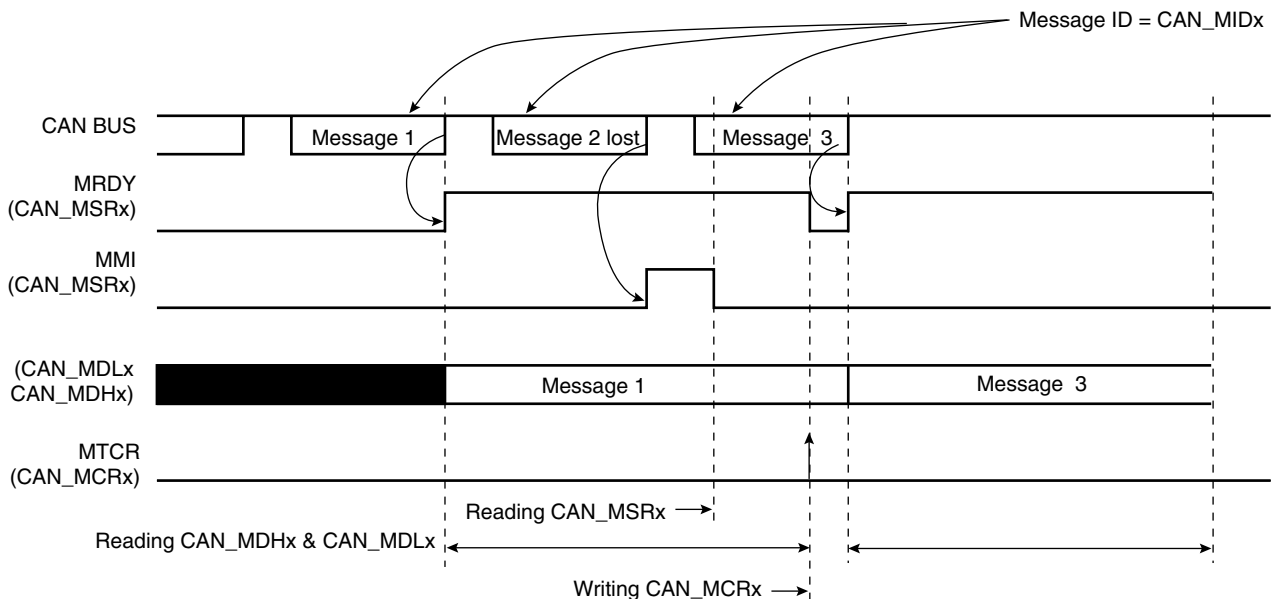 Message ID = CAN_MIDx
CAN BUS
Message 1
Message 2 lost
Message 3
MRDY
(CAN_MSRx)
MMI
(CAN_MSRx)
(CAN_MDLx
CAN_MDHx)
Message 1
Message 3
MTCR
(CAN_MCRx)
Reading CAN_MSRx
Reading CAN_MDHx & CAN_MDLx
Writing CAN_MCRx